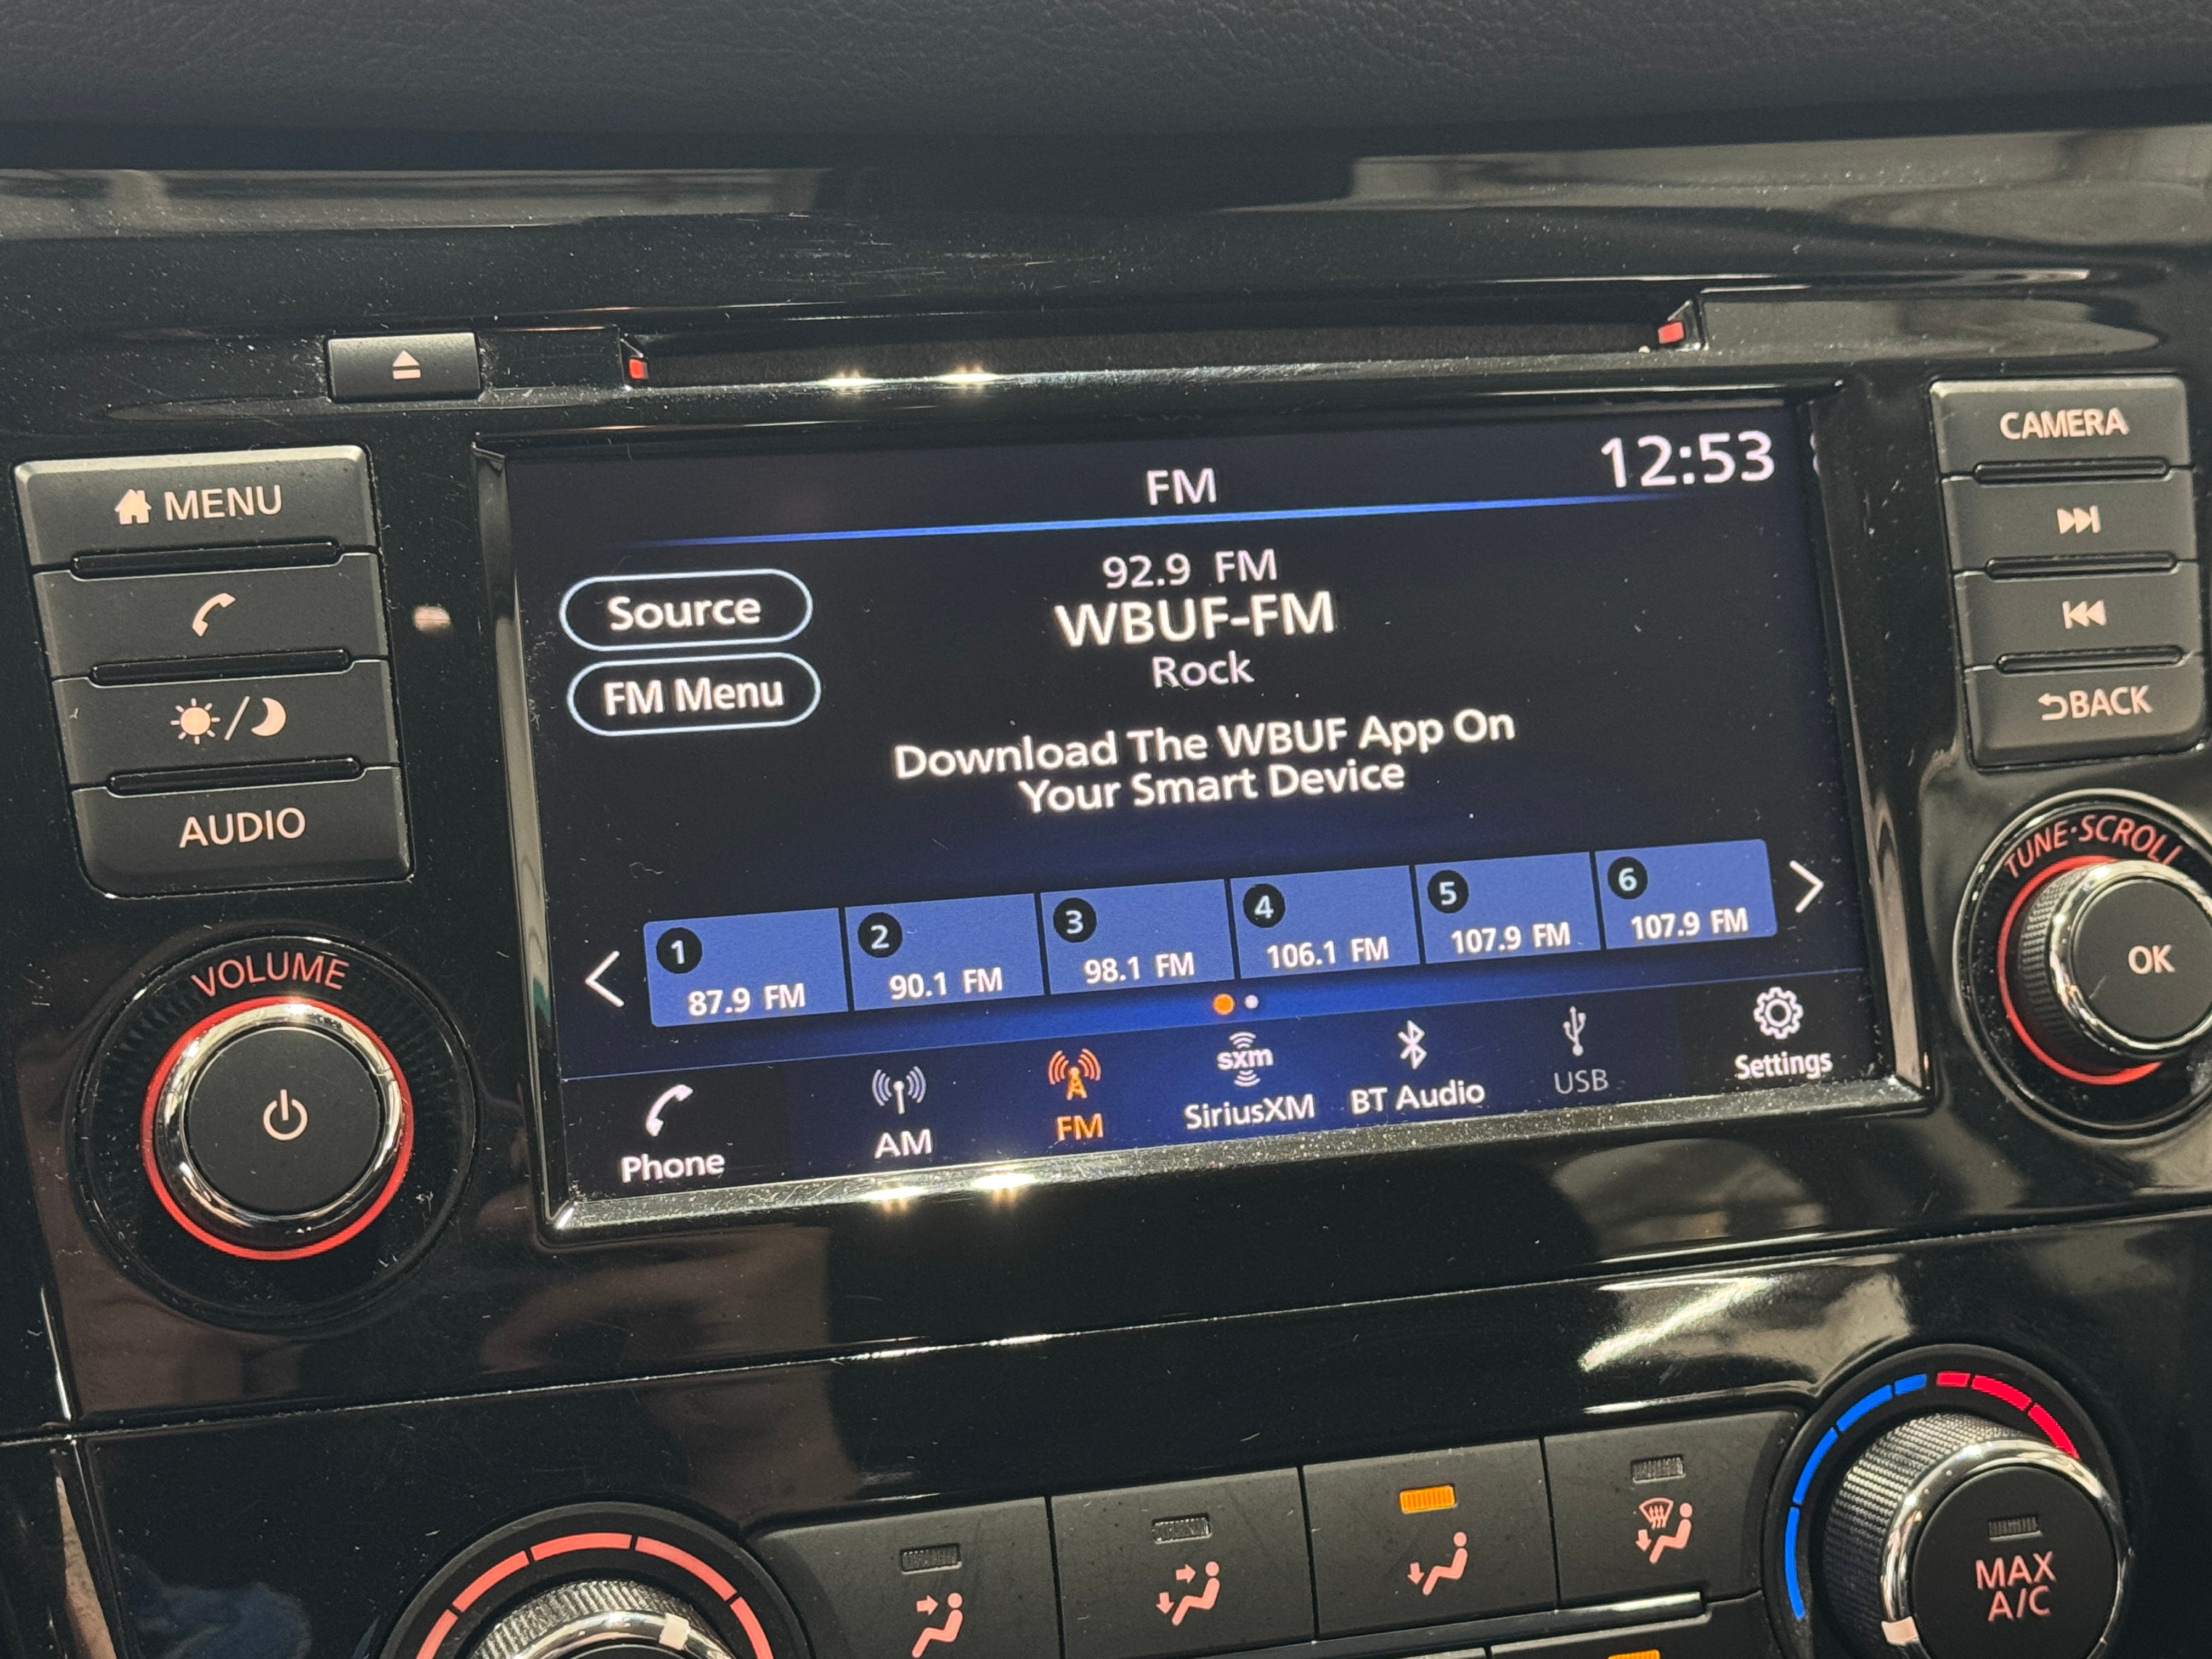 MENU
AUDIO
VOLUME
FM
12:53
92.9 FM
WBUF-FM
Rock
Source
FM Menu
Download The WBUF App On
Your Smart Device
1
87.9 FM
2
90.1 FM
3
98.1 FM
4
106.1 FM
5
107.9 FM
6
107.9 FM
Phone
AM
FM
sxm
SiriusXM
BT Audio
USB
Settings
CAMERA
BACK
TUNE·SCROLL
OK
MAX
A/C